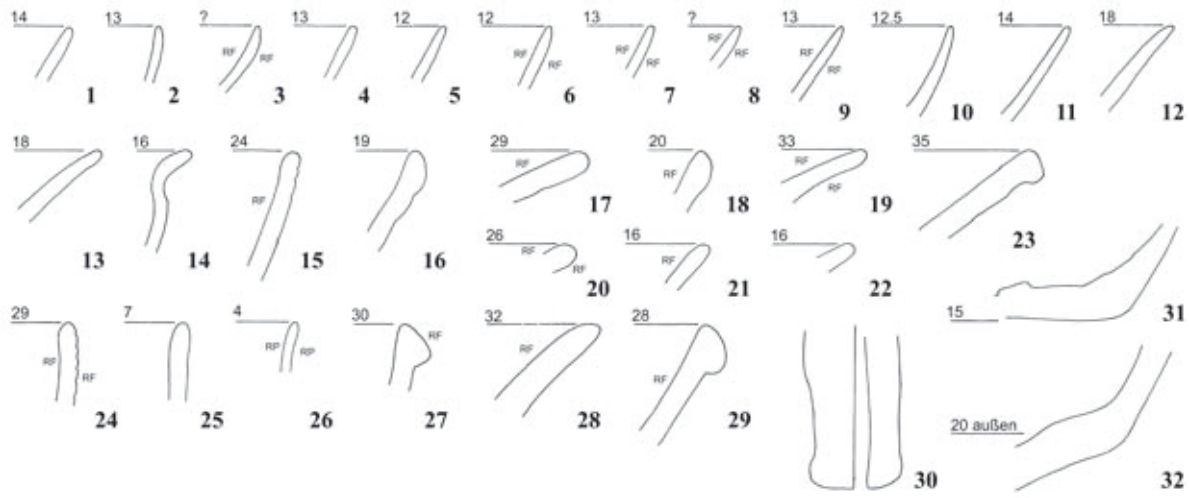 14 13 ? 13 12 12 13 ? 13 12.5 14 18
RF RF RF RF RF RF RF RF RF RF
1 2 3 4 5 6 7 8 9 10 11 12
18 16 24 19 29 20 33 35
RF RF RF RF RF
13 14 15 16 17 18 19 23
26 16 16
RF RF RF
20 21 22
15 31
29 7 4 30 32 28
RF RF RP RP RF RF RF
24 25 26 27 28 29
20 außen
30 32